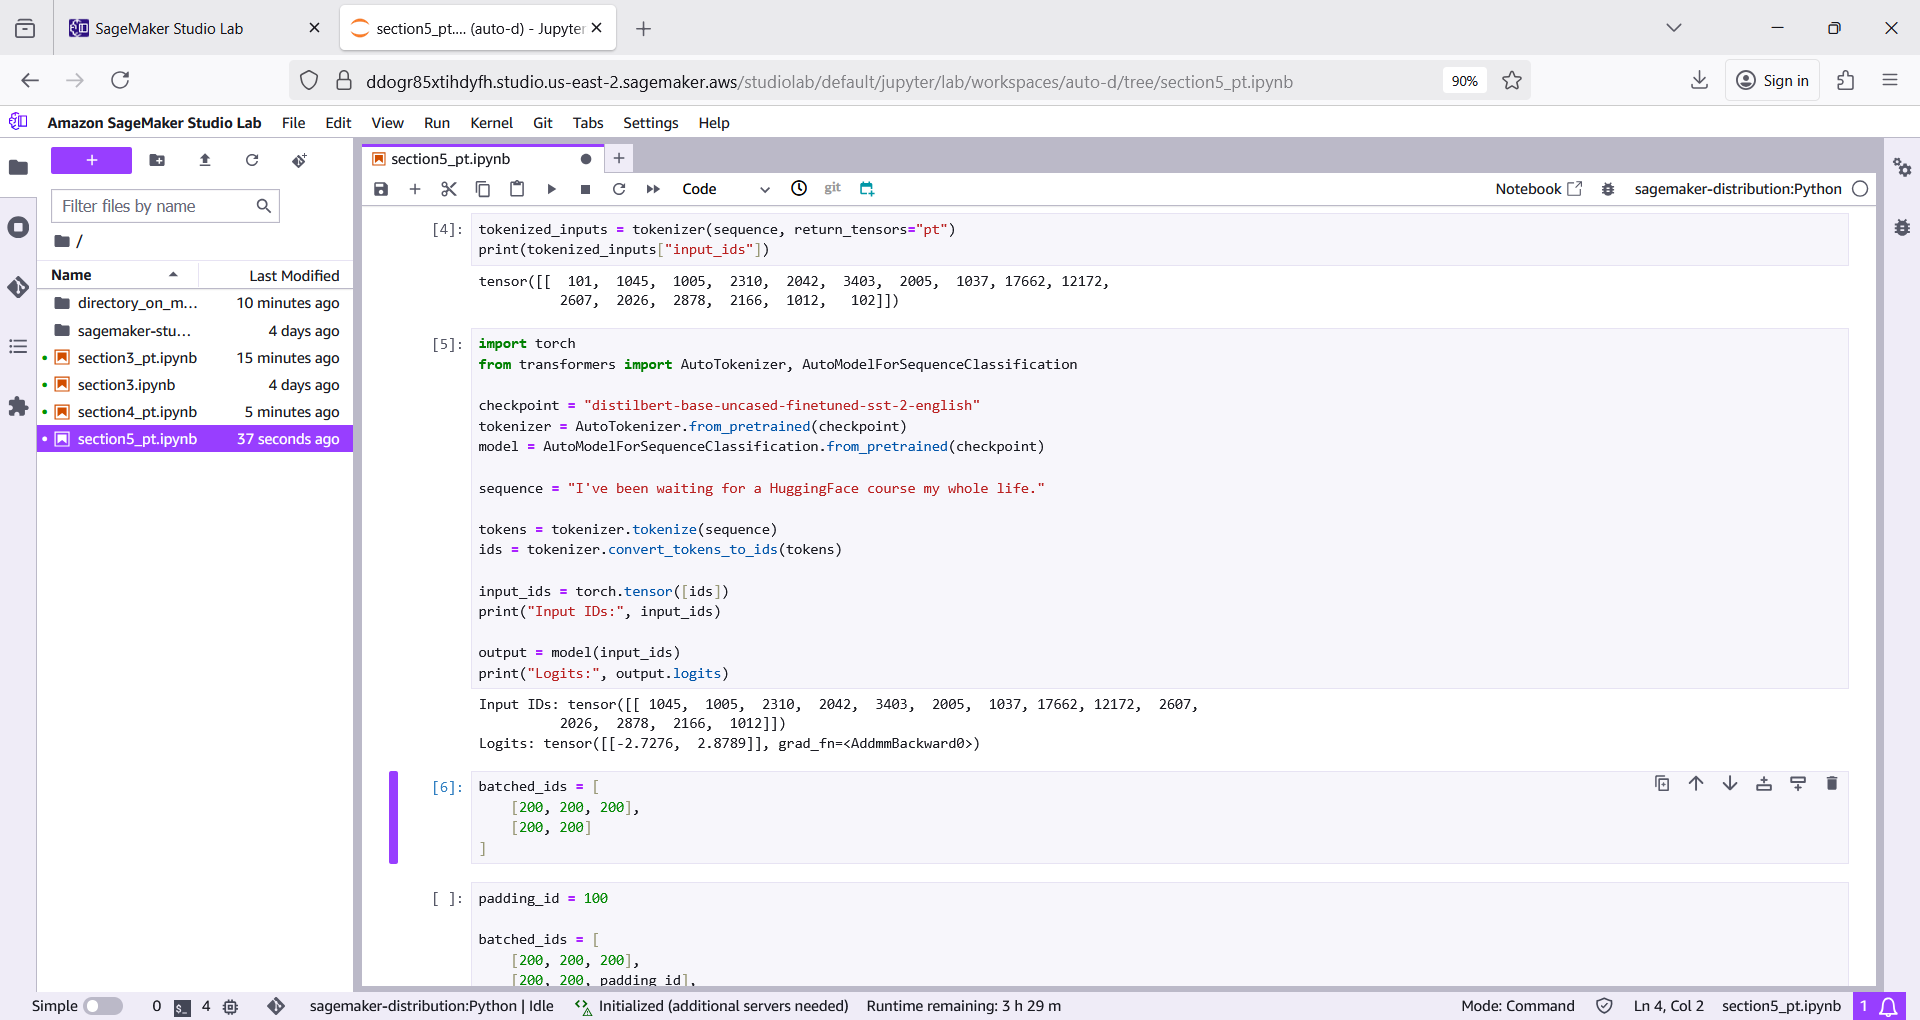 SageMaker Studio Lab
section5_pt.... (auto-d) - Jupyter
ddogr85xtihdyfh.studio.us-east-2.sagemaker.aws/studiolab/default/jupyter/lab/workspaces/auto-d/tree/section5_pt.ipynb
90%
Sign in
Amazon SageMaker Studio Lab File Edit View Run Kernel Git Tabs Settings Help
section5_pt.ipynb
Code
git
Notebook
sagemaker-distribution:Python
Filter files by name
/
Name Last Modified
directory_on_m... 10 minutes ago
sagemaker-stu... 4 days ago
section3_pt.ipynb 15 minutes ago
section3.ipynb 4 days ago
section4_pt.ipynb 5 minutes ago
section5_pt.ipynb 37 seconds ago
[4]: tokenized_inputs = tokenizer(sequence, return_tensors="pt")
print(tokenized_inputs["input_ids"])
tensor([[  101,  1045,  1005,  2310,  2042,  3403,  2005,  1037, 17662, 12172,
          2607,  2026,  2878,  2166,  1012,   102]])
[5]: import torch
from transformers import AutoTokenizer, AutoModelForSequenceClassification
checkpoint = "distilbert-base-uncased-finetuned-sst-2-english"
tokenizer = AutoTokenizer.from_pretrained(checkpoint)
model = AutoModelForSequenceClassification.from_pretrained(checkpoint)
sequence = "I've been waiting for a HuggingFace course my whole life."
tokens = tokenizer.tokenize(sequence)
ids = tokenizer.convert_tokens_to_ids(tokens)
input_ids = torch.tensor([ids])
print("Input IDs:", input_ids)
output = model(input_ids)
print("Logits:", output.logits)
Input IDs: tensor([[ 1045,  1005,  2310,  2042,  3403,  2005,  1037, 17662, 12172,  2607,
          2026,  2878,  2166,  1012]])
Logits: tensor([[-2.7276,  2.8789]], grad_fn=<AddmmBackward0>)
[6]: batched_ids = [
    [200, 200, 200],
    [200, 200]
]
[ ]: padding_id = 100
batched_ids = [
    [200, 200, 200],
    [200, 200, padding_id],
Simple 0 4 sagemaker-distribution:Python | Idle Initialized (additional servers needed) Runtime remaining: 3 h 29 m Mode: Command Ln 4, Col 2 section5_pt.ipynb 1